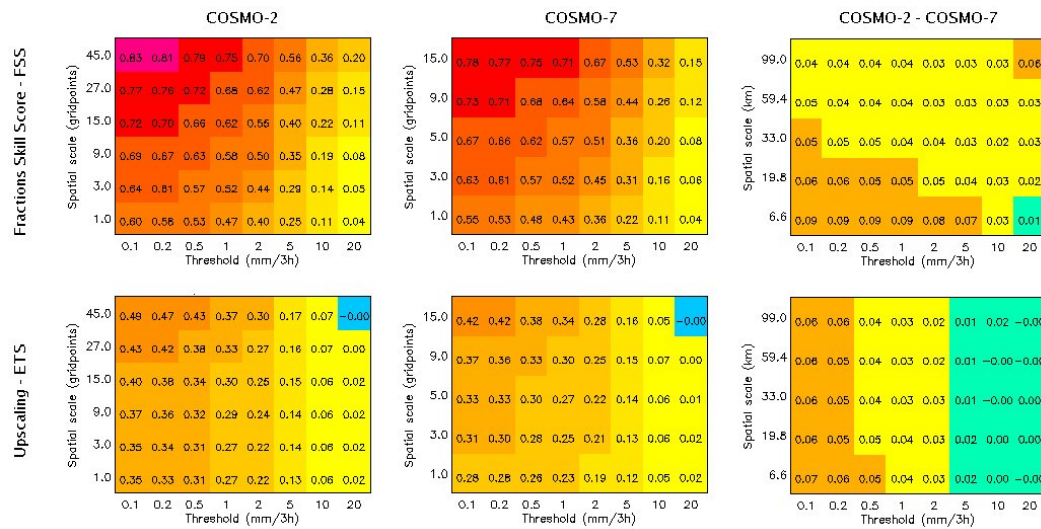 COSMO-2 COSMO-7 COSMO-2 - COSMO-7
Fractions Skill Score - FSS
Spatial scale (gridpoints)
45.0 0.83 0.81 0.79 0.75 0.70 0.56 0.36 0.20
27.0 0.77 0.76 0.72 0.68 0.62 0.47 0.28 0.15
15.0 0.72 0.70 0.66 0.62 0.55 0.40 0.22 0.11
9.0 0.69 0.67 0.63 0.58 0.50 0.35 0.19 0.08
3.0 0.64 0.61 0.57 0.52 0.44 0.29 0.14 0.05
1.0 0.60 0.58 0.53 0.47 0.40 0.25 0.11 0.04
0.1 0.2 0.5 1 2 5 10 20
Threshold (mm/3h)
Spatial scale (gridpoints)
15.0 0.78 0.77 0.75 0.71 0.67 0.53 0.32 0.15
9.0 0.73 0.71 0.68 0.64 0.58 0.44 0.26 0.12
5.0 0.67 0.66 0.62 0.57 0.51 0.36 0.20 0.08
3.0 0.63 0.61 0.57 0.52 0.45 0.31 0.16 0.06
1.0 0.55 0.53 0.48 0.43 0.36 0.22 0.11 0.04
0.1 0.2 0.5 1 2 5 10 20
Threshold (mm/3h)
Spatial scale (km)
99.0 0.04 0.04 0.04 0.04 0.03 0.03 0.03 0.06
59.4 0.05 0.04 0.04 0.04 0.03 0.03 0.03 0.03
33.0 0.05 0.04 0.04 0.04 0.04 0.03 0.02 0.03
19.8 0.06 0.06 0.05 0.05 0.05 0.04 0.03 0.02
6.6 0.09 0.09 0.09 0.09 0.08 0.07 0.03 0.01
0.1 0.2 0.5 1 2 5 10 20
Threshold (mm/3h)
Upscaling - ETS
Spatial scale (gridpoints)
45.0 0.49 0.47 0.43 0.37 0.30 0.17 0.07 -0.00
27.0 0.43 0.42 0.38 0.33 0.27 0.16 0.07 0.00
15.0 0.40 0.38 0.34 0.30 0.25 0.15 0.06 0.02
9.0 0.37 0.36 0.32 0.29 0.24 0.14 0.06 0.02
3.0 0.35 0.34 0.31 0.27 0.22 0.14 0.06 0.02
1.0 0.35 0.33 0.31 0.27 0.22 0.13 0.06 0.02
0.1 0.2 0.5 1 2 5 10 20
Threshold (mm/3h)
Spatial scale (gridpoints)
15.0 0.42 0.42 0.38 0.34 0.28 0.16 0.05 -0.00
9.0 0.37 0.36 0.33 0.30 0.25 0.15 0.07 0.00
5.0 0.33 0.33 0.30 0.27 0.22 0.14 0.06 0.01
3.0 0.31 0.30 0.28 0.25 0.21 0.13 0.06 0.02
1.0 0.28 0.28 0.26 0.23 0.19 0.12 0.05 0.02
0.1 0.2 0.5 1 2 5 10 20
Threshold (mm/3h)
Spatial scale (km)
99.0 0.06 0.06 0.04 0.03 0.02 0.01 0.02 -0.00
59.4 0.06 0.05 0.04 0.03 0.02 0.01 -0.00 -0.00
33.0 0.06 0.05 0.04 0.03 0.03 0.01 -0.00 0.00
19.8 0.06 0.05 0.05 0.04 0.03 0.02 0.00 0.00
6.6 0.07 0.06 0.05 0.04 0.03 0.02 0.00 -0.00
0.1 0.2 0.5 1 2 5 10 20
Threshold (mm/3h)